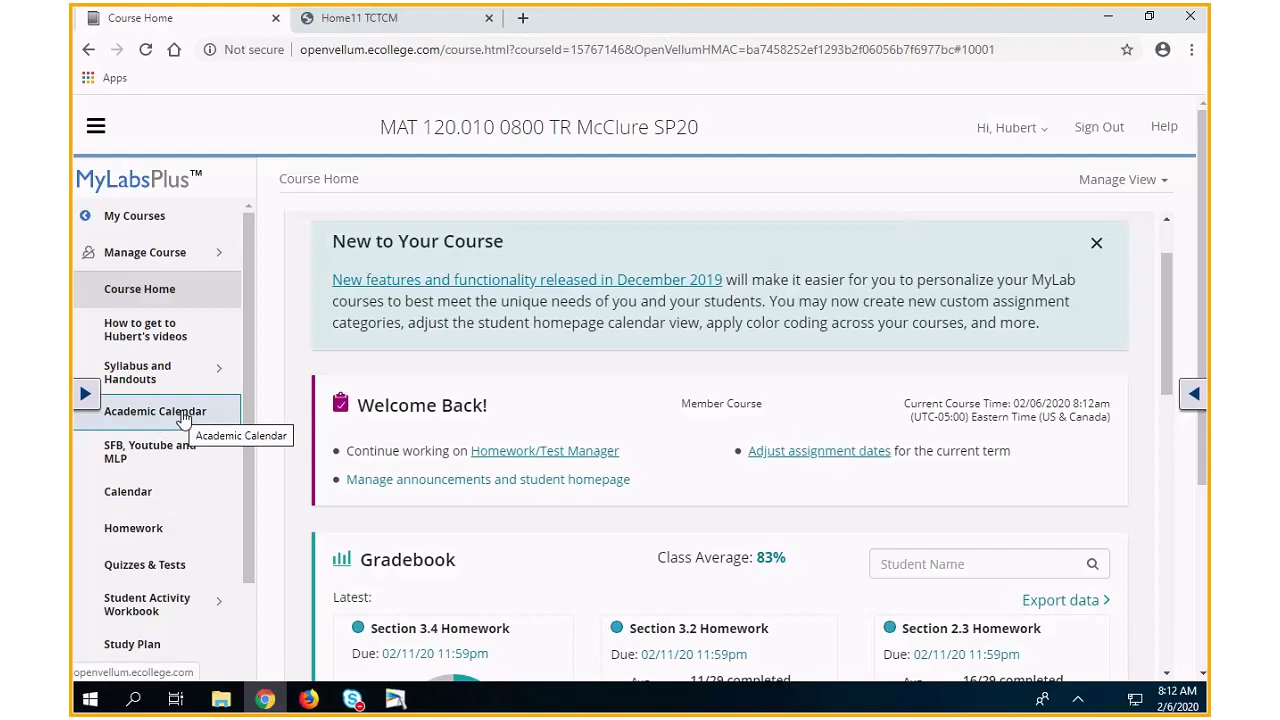 Course Home
Home11 TCTCM
Not secure
openvellum.ecollege.com/course.html?courseId=15767146&OpenVellumHMAC=ba7458252ef1293b2f06056b7f6977bc#10001
Apps
MAT 120.010 0800 TR McClure SP20
Hi, Hubert
Sign Out
Help
MyLabsPlus™
Course Home
Manage View
My Courses
Manage Course
Course Home
How to get to
Hubert's videos
Syllabus and
Handouts
Academic Calendar
Academic Calendar
SFB, Youtube and
MLP
Calendar
Homework
Quizzes & Tests
Student Activity
Workbook
Study Plan
openvellum.ecollege.com
New to Your Course
New features and functionality released in December 2019 will make it easier for you to personalize your MyLab
courses to best meet the unique needs of you and your students. You may now create new custom assignment
categories, adjust the student homepage calendar view, apply color coding across your courses, and more.
Welcome Back!
Member Course
Current Course Time: 02/06/2020 8:12am
(UTC-05:00) Eastern Time (US & Canada)
Continue working on Homework/Test Manager
Adjust assignment dates for the current term
Manage announcements and student homepage
Gradebook
Class Average: 83%
Student Name
Latest:
Export data
Section 3.4 Homework
Due: 02/11/20 11:59pm
Section 3.2 Homework
Due: 02/11/20 11:59pm
11/29 completed
Section 2.3 Homework
Due: 02/11/20 11:59pm
16/29 completed
8:12 AM
2/6/2020